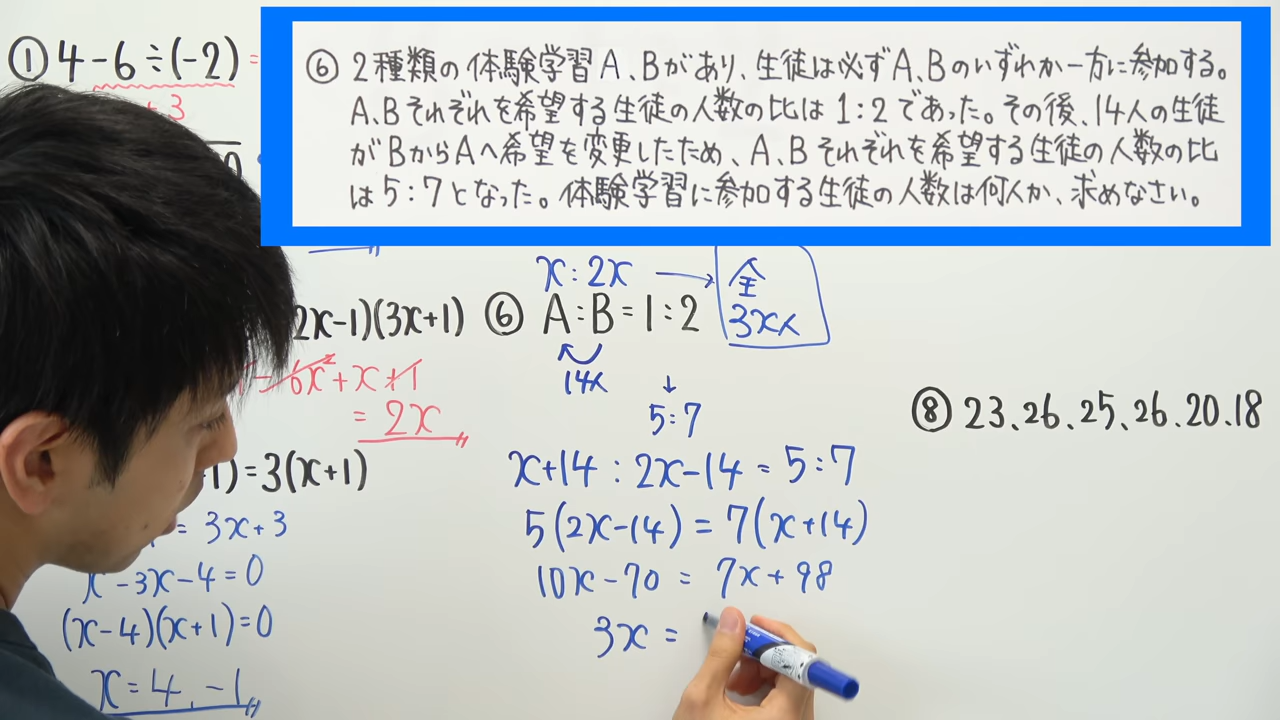 ① 4-6÷(-2)=
+3
⑥ 2種類の体験学習A、Bがあり、生徒は必ずA、Bのいずれか一方に参加する。
A、Bそれぞれを希望する生徒の人数の比は1:2であった。その後、14人の生徒
がBからAへ希望を変更したため、A、Bそれぞれを希望する生徒の人数の比
は5:7となった。体験学習に参加する生徒の人数は何人か、求めなさい。
2x-1)(3x+1)
-6x²+x+1
= 2x
+1)=3(x+1)
= 3x+3
-3x-4=0
(x-4)(x+1)=0
x=4, -1
x:2x → 全
3x人
⑥ A:B=1:2
14人
↓
5:7
x+14:2x-14=5:7
5(2x-14)=7(x+14)
10x-70=7x+98
3x=
⑧ 23、26、25、26、20、18